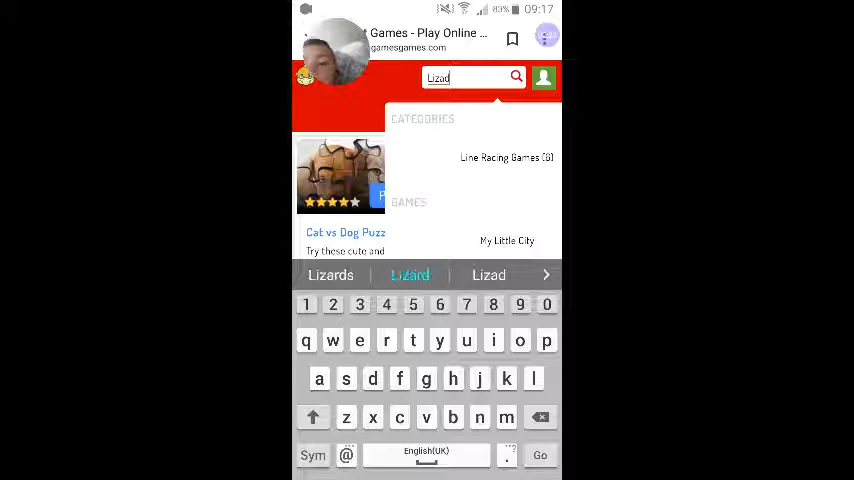 83% 09:17
t Games - Play Online ...
gamesgames.com
Lizad
CATEGORIES
Line Racing Games (6)
GAMES
My Little City
P
Cat vs Dog Puzz
Try these cute and
Lizards Lizard Lizad
1 2 3 4 5 6 7 8 9 0
q w e r t y u i o p
a s d f g h j k l
z x c v b n m
Sym @ English(UK) . Go